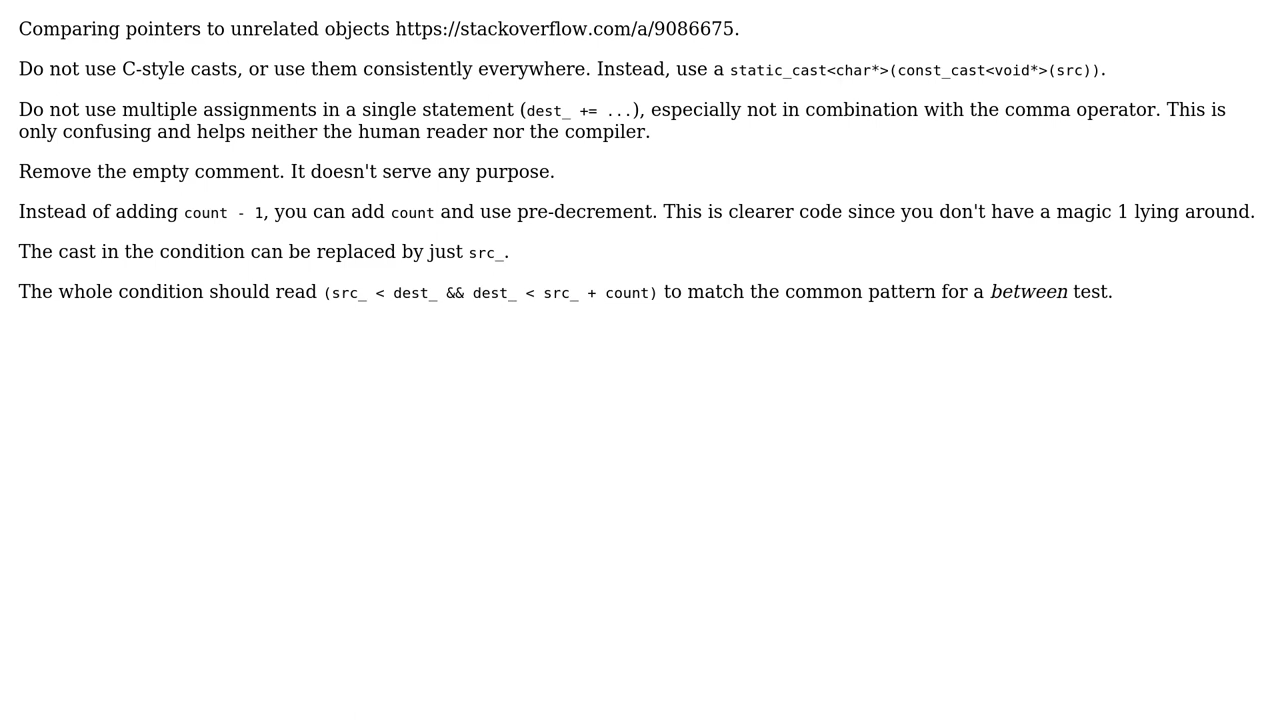 Comparing pointers to unrelated objects https://stackoverflow.com/a/9086675.
Do not use C-style casts, or use them consistently everywhere. Instead, use a static_cast<char*>(const_cast<void*>(src)).
Do not use multiple assignments in a single statement (dest_ += ...), especially not in combination with the comma operator. This is
only confusing and helps neither the human reader nor the compiler.
Remove the empty comment. It doesn't serve any purpose.
Instead of adding count - 1, you can add count and use pre-decrement. This is clearer code since you don't have a magic 1 lying around.
The cast in the condition can be replaced by just src_.
The whole condition should read (src_ < dest_ && dest_ < src_ + count) to match the common pattern for a between test.